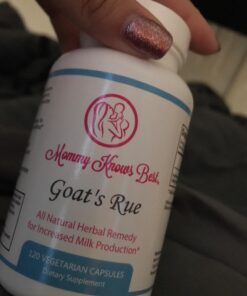 Mommy Knows Best®
Goat's Rue
All Natural Herbal Remedy
for Increased Milk Production*
120 VEGETARIAN CAPSULES
Dietary Supplement